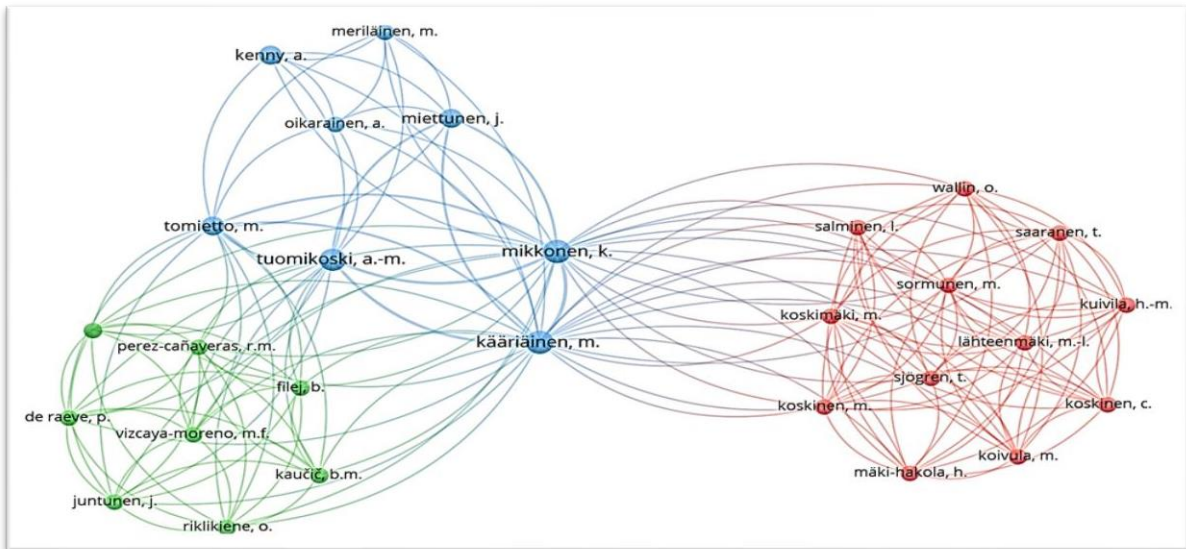 meriläinen, m.
kenny, a.
oikarainen, a.
miettunen, j.
tomietto, m.
tuomikoski, a.-m.
mikkonen, k.
kääriäinen, m.
perez-cañaveras, r.m.
filej, b.
de raeve, p.
vizcaya-moreno, m.f.
kaučič, b.m.
juntunen, j.
riklikiene, o.
wallin, o.
salminen, l.
saaranen, t.
sormunen, m.
kuivila, h.-m.
koskimäki, m.
lähteenmäki, m.-l.
sjögren, t.
koskinen, m.
koskinen, c.
koivula, m.
mäki-hakola, h.